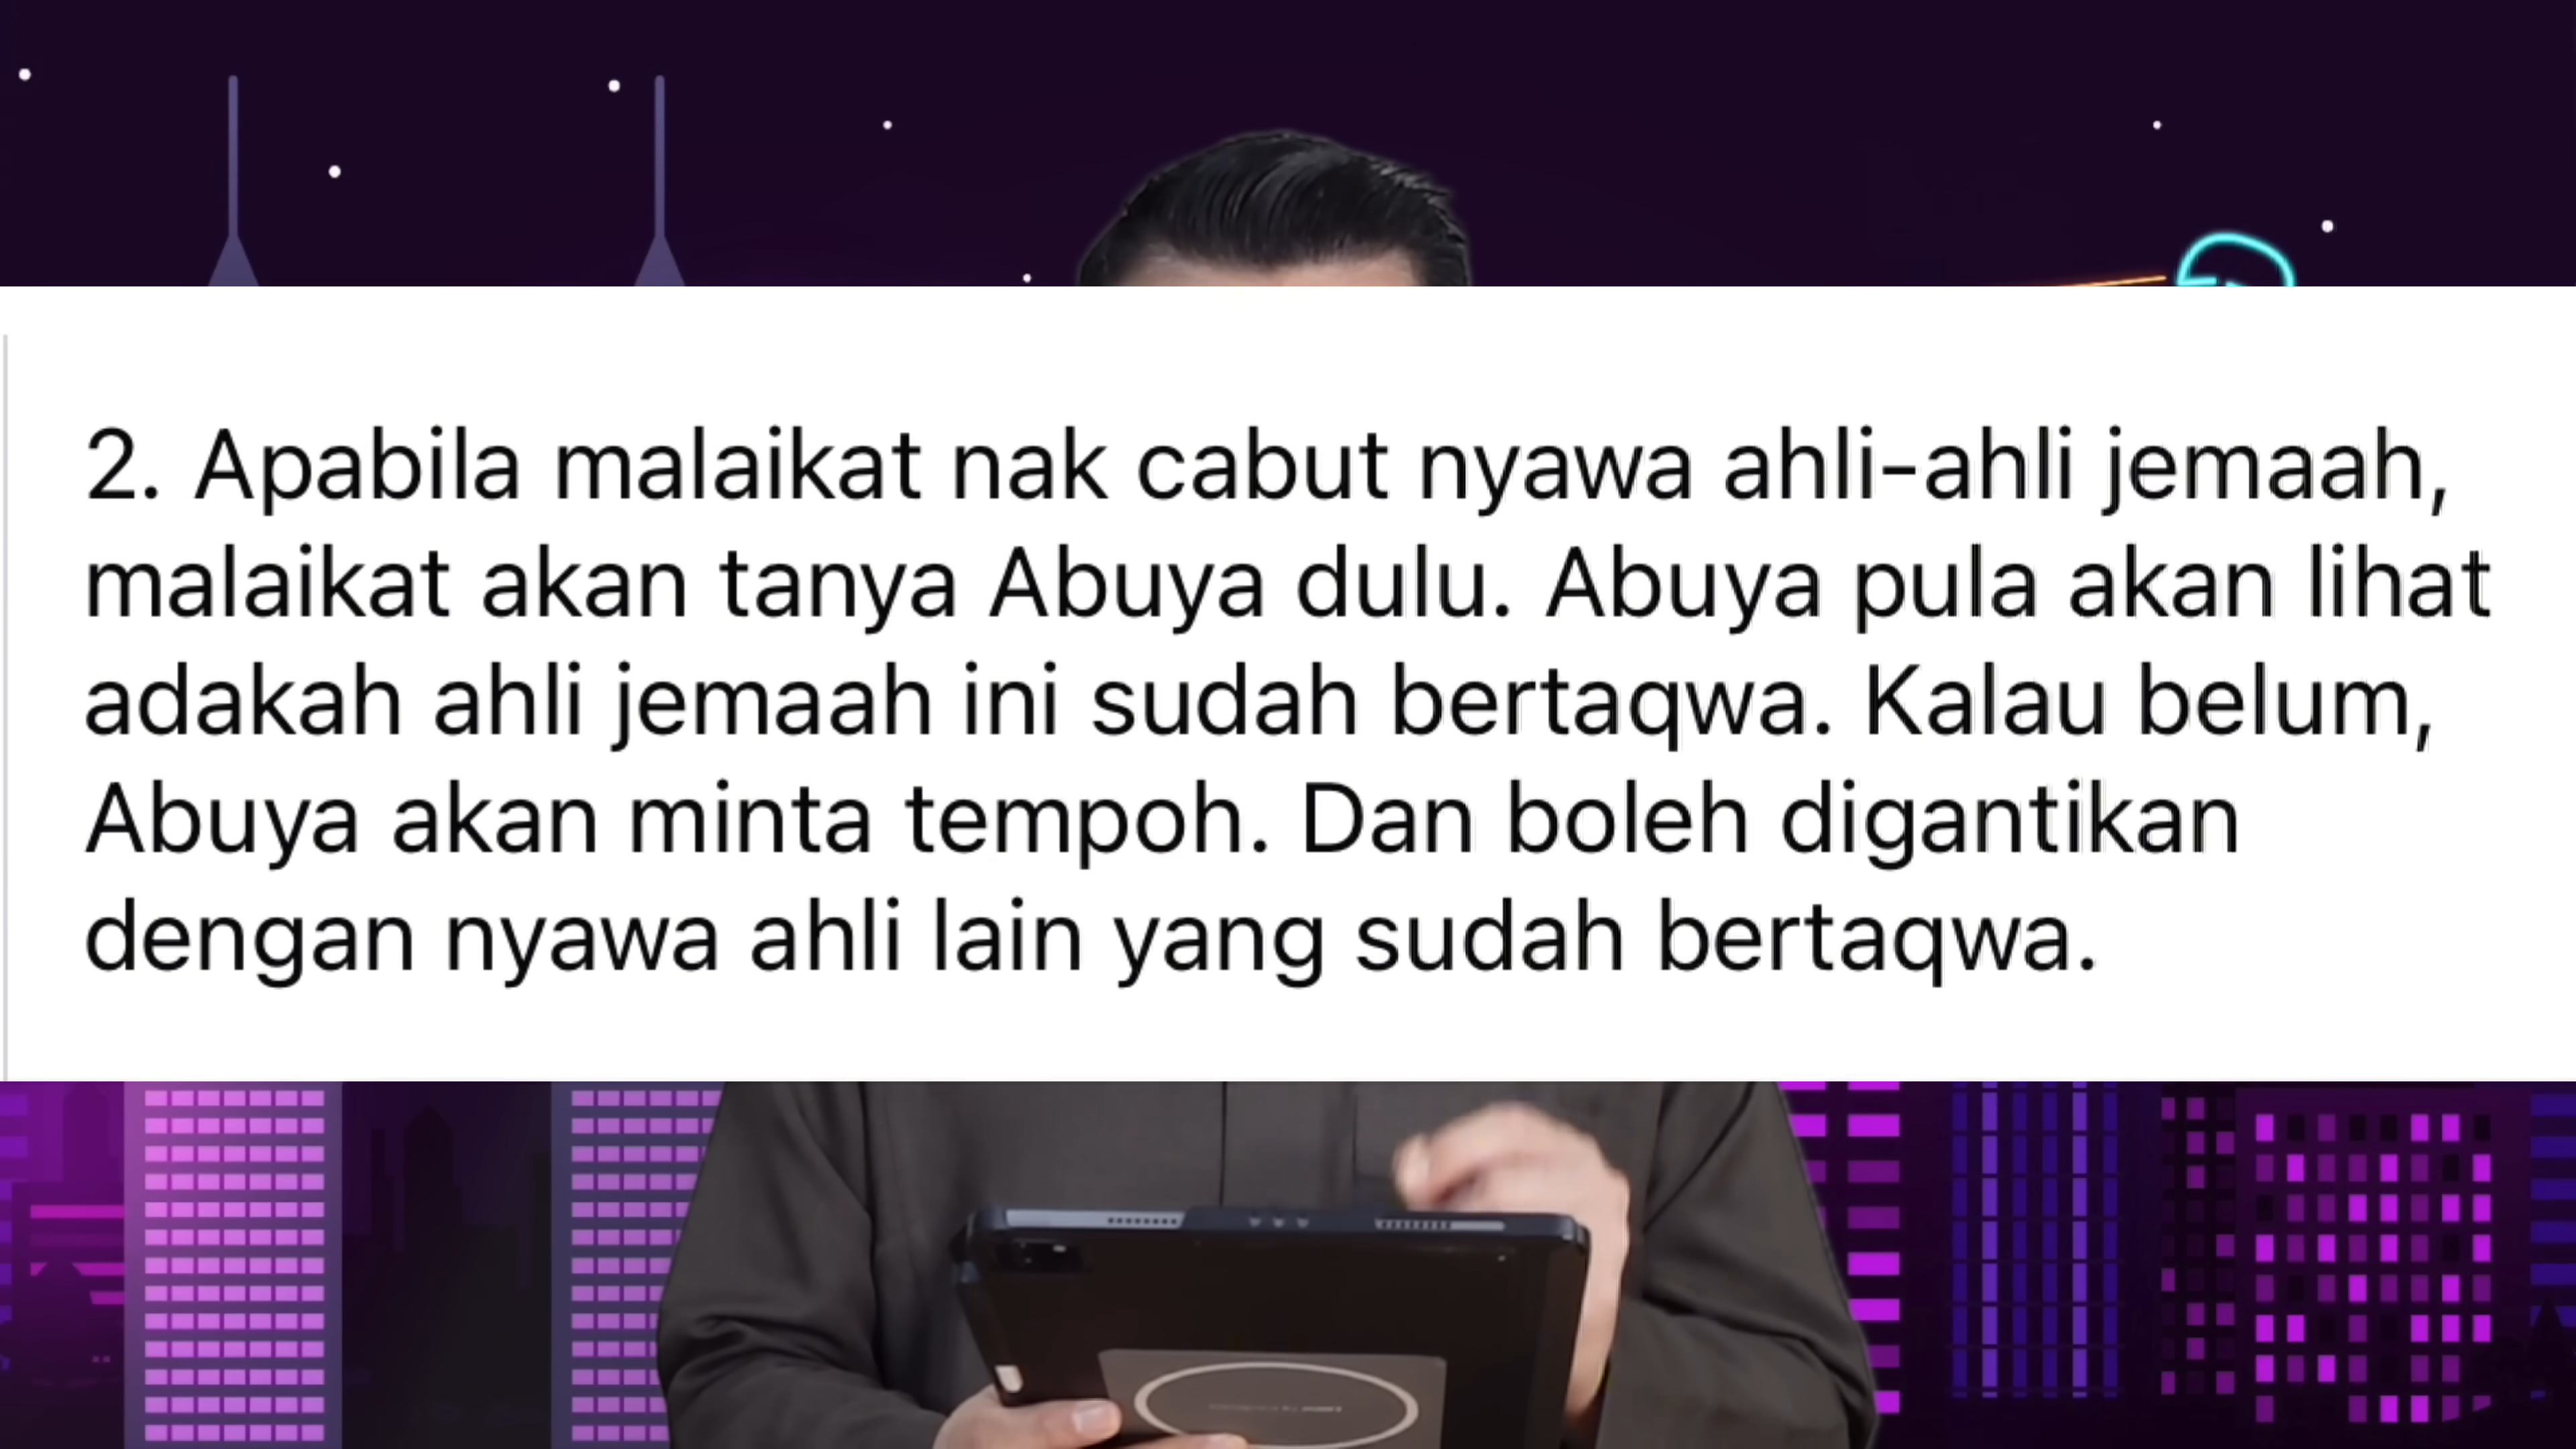 2. Apabila malaikat nak cabut nyawa ahli-ahli jemaah,
malaikat akan tanya Abuya dulu. Abuya pula akan lihat
adakah ahli jemaah ini sudah bertaqwa. Kalau belum,
Abuya akan minta tempoh. Dan boleh digantikan
dengan nyawa ahli lain yang sudah bertaqwa.